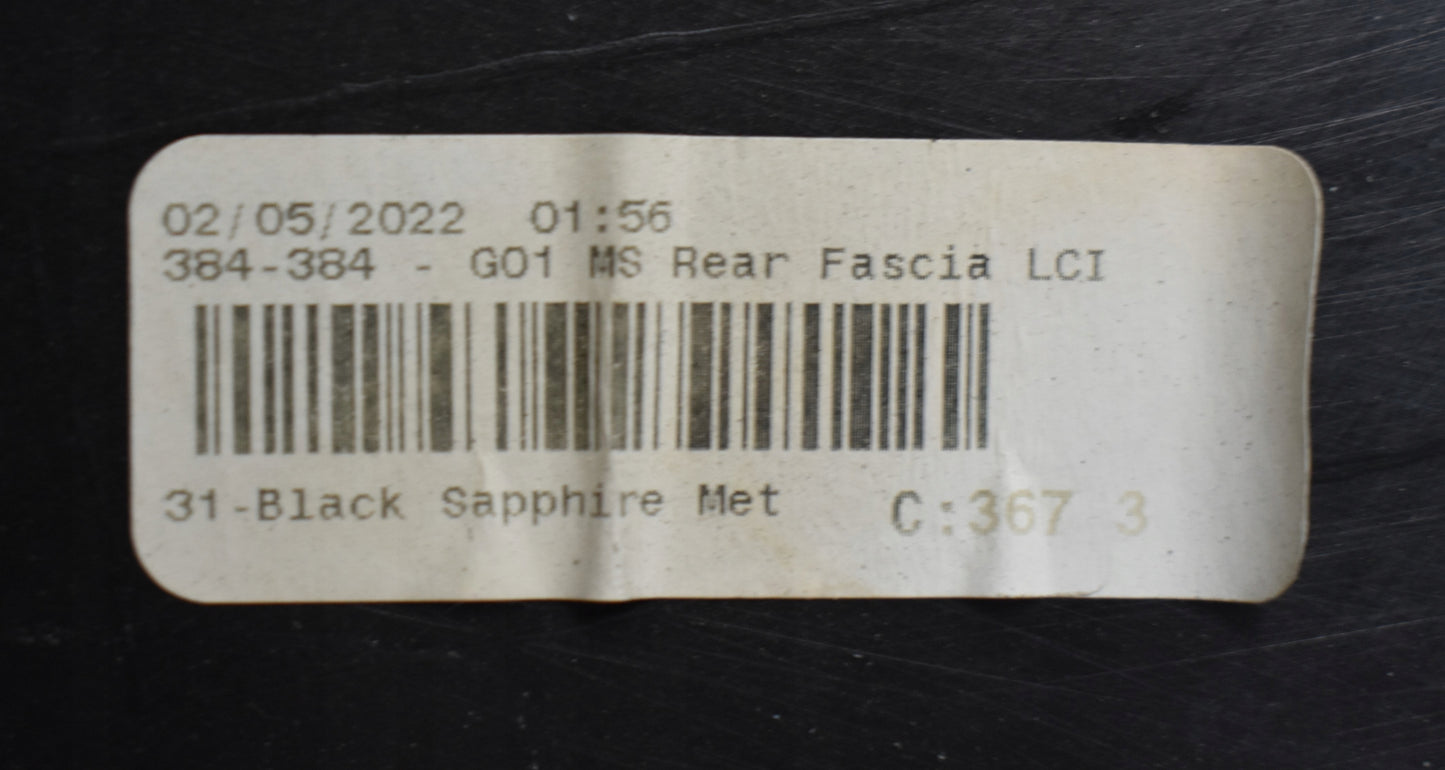 02/05/2022 01:56
384-384 - G01 MS Rear Fascia LCI
31-Black Sapphire Met C:367 3